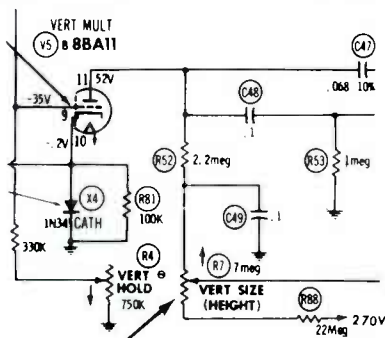 VERT MULT
V5 B 8BA11
11 52V
-35V
9
10
-.2V
C47
.068 10%
C48
.1
R52 2.2meg
R53 1meg
C49 .1
X4
1N34 CATH
R81
100K
330K
R4
VERT
HOLD
750K
R7 7meg
VERT SIZE
(HEIGHT)
R88
22Meg
270V